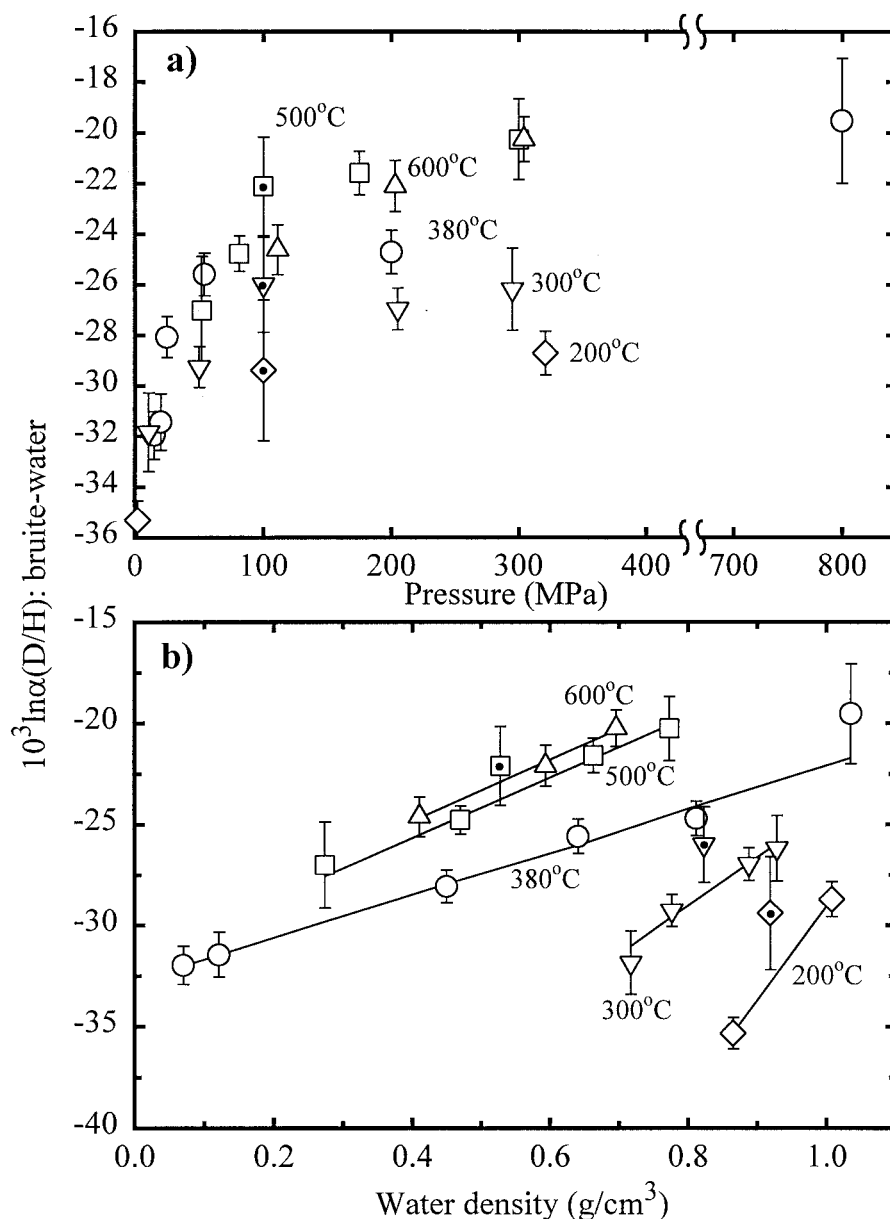 -16
a)
-18
500°C
-20
-22
600°C
-24
380°C
-26
300°C
-28
200°C
-30
-32
-34
-36
0 100 200 300 400 700 800
Pressure (MPa)
10³lnα(D/H): bruite-water
-15
b)
600°C
-20
500°C
-25
380°C
-30
300°C
200°C
-35
-40
0.0 0.2 0.4 0.6 0.8 1.0
Water density (g/cm³)